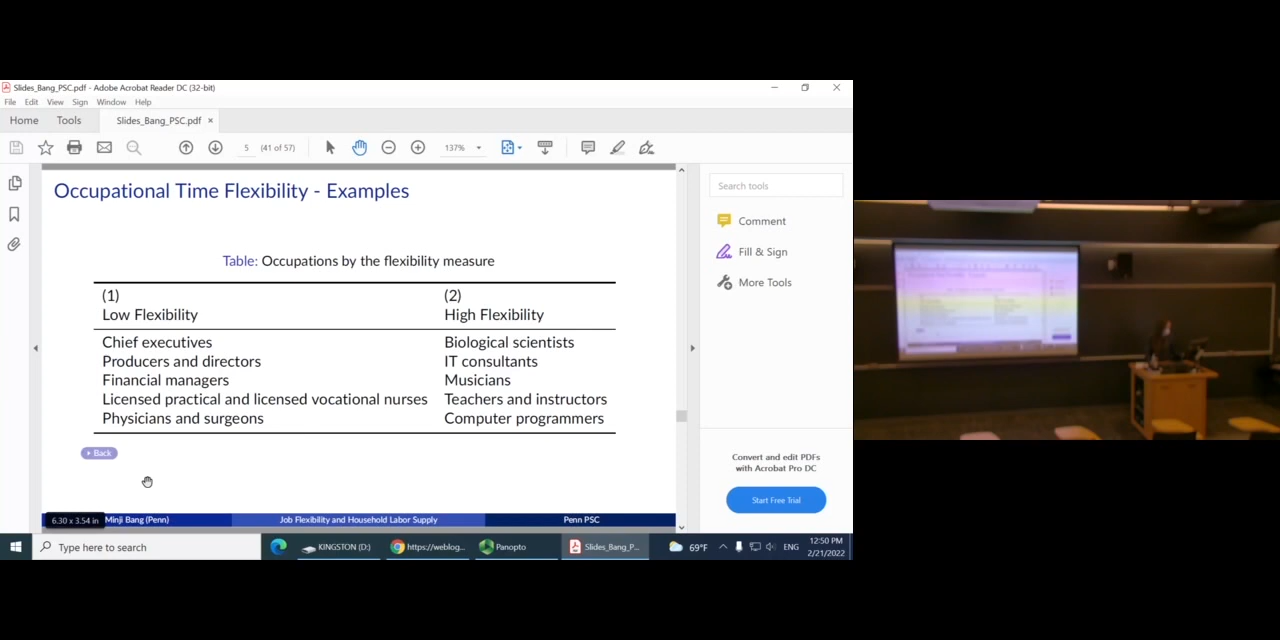 Slides_Bang_PSC.pdf - Adobe Acrobat Reader DC (32-bit)
File Edit View Sign Window Help
Home Tools Slides_Bang_PSC.pdf ×
5 (41 of 57) 137%
Occupational Time Flexibility - Examples
Table: Occupations by the flexibility measure
(1) (2)
Low Flexibility High Flexibility
Chief executives Biological scientists
Producers and directors IT consultants
Financial managers Musicians
Licensed practical and licensed vocational nurses Teachers and instructors
Physicians and surgeons Computer programmers
Back
6.30 x 3.54 in Minji Bang (Penn) Job Flexibility and Household Labor Supply Penn PSC
Search tools
Comment
Fill & Sign
More Tools
Convert and edit PDFs
with Acrobat Pro DC
Start Free Trial
Type here to search KINGSTON (D:) https://weblog... Panopto Slides_Bang_P... 69°F ENG 12:50 PM
2/21/2022